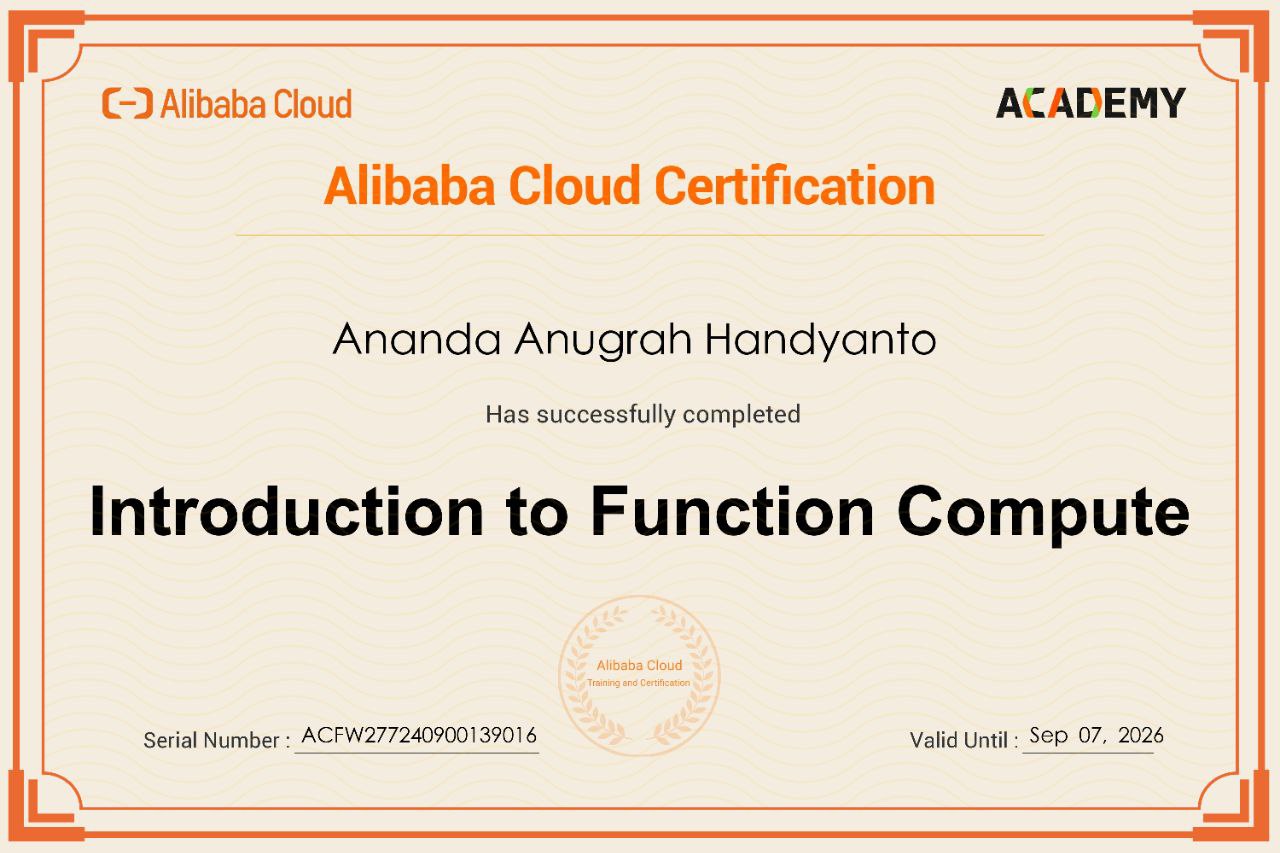 Alibaba Cloud
ACADEMY
Alibaba Cloud Certification
Ananda Anugrah Handyanto
Has successfully completed
Introduction to Function Compute
Alibaba Cloud
Training and Certification
Serial Number : ACFW277240900139016
Valid Until : Sep 07, 2026